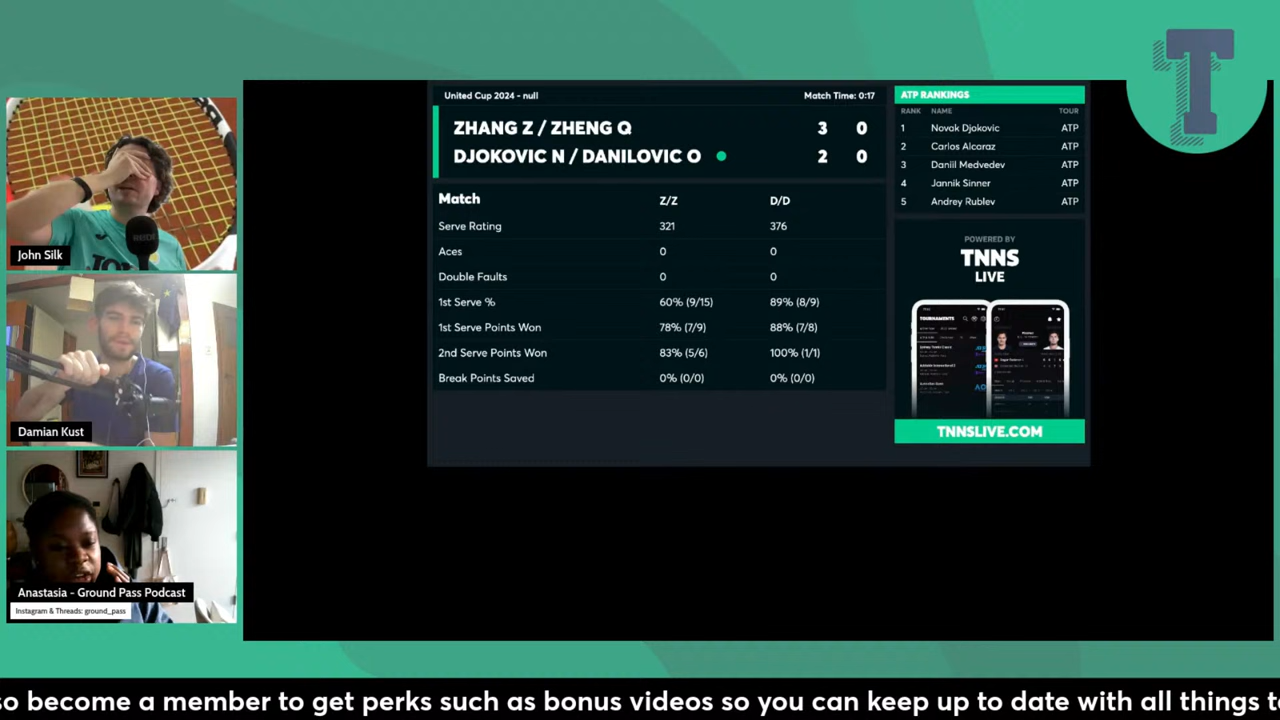 T
John Silk
Damian Kust
Anastasia - Ground Pass Podcast
Instagram & Threads: ground_pass
United Cup 2024 - null
Match Time: 0:17
ZHANG Z / ZHENG Q 3 0
DJOKOVIC N / DANILOVIC O 2 0
Match Z/Z D/D
Serve Rating 321 376
Aces 0 0
Double Faults 0 0
1st Serve % 60% (9/15) 89% (8/9)
1st Serve Points Won 78% (7/9) 88% (7/8)
2nd Serve Points Won 83% (5/6) 100% (1/1)
Break Points Saved 0% (0/0) 0% (0/0)
ATP RANKINGS
RANK NAME TOUR
1 Novak Djokovic ATP
2 Carlos Alcaraz ATP
3 Daniil Medvedev ATP
4 Jannik Sinner ATP
5 Andrey Rublev ATP
POWERED BY
TNNS
LIVE
TNNSLIVE.COM
so become a member to get perks such as bonus videos so you can keep up to date with all things t